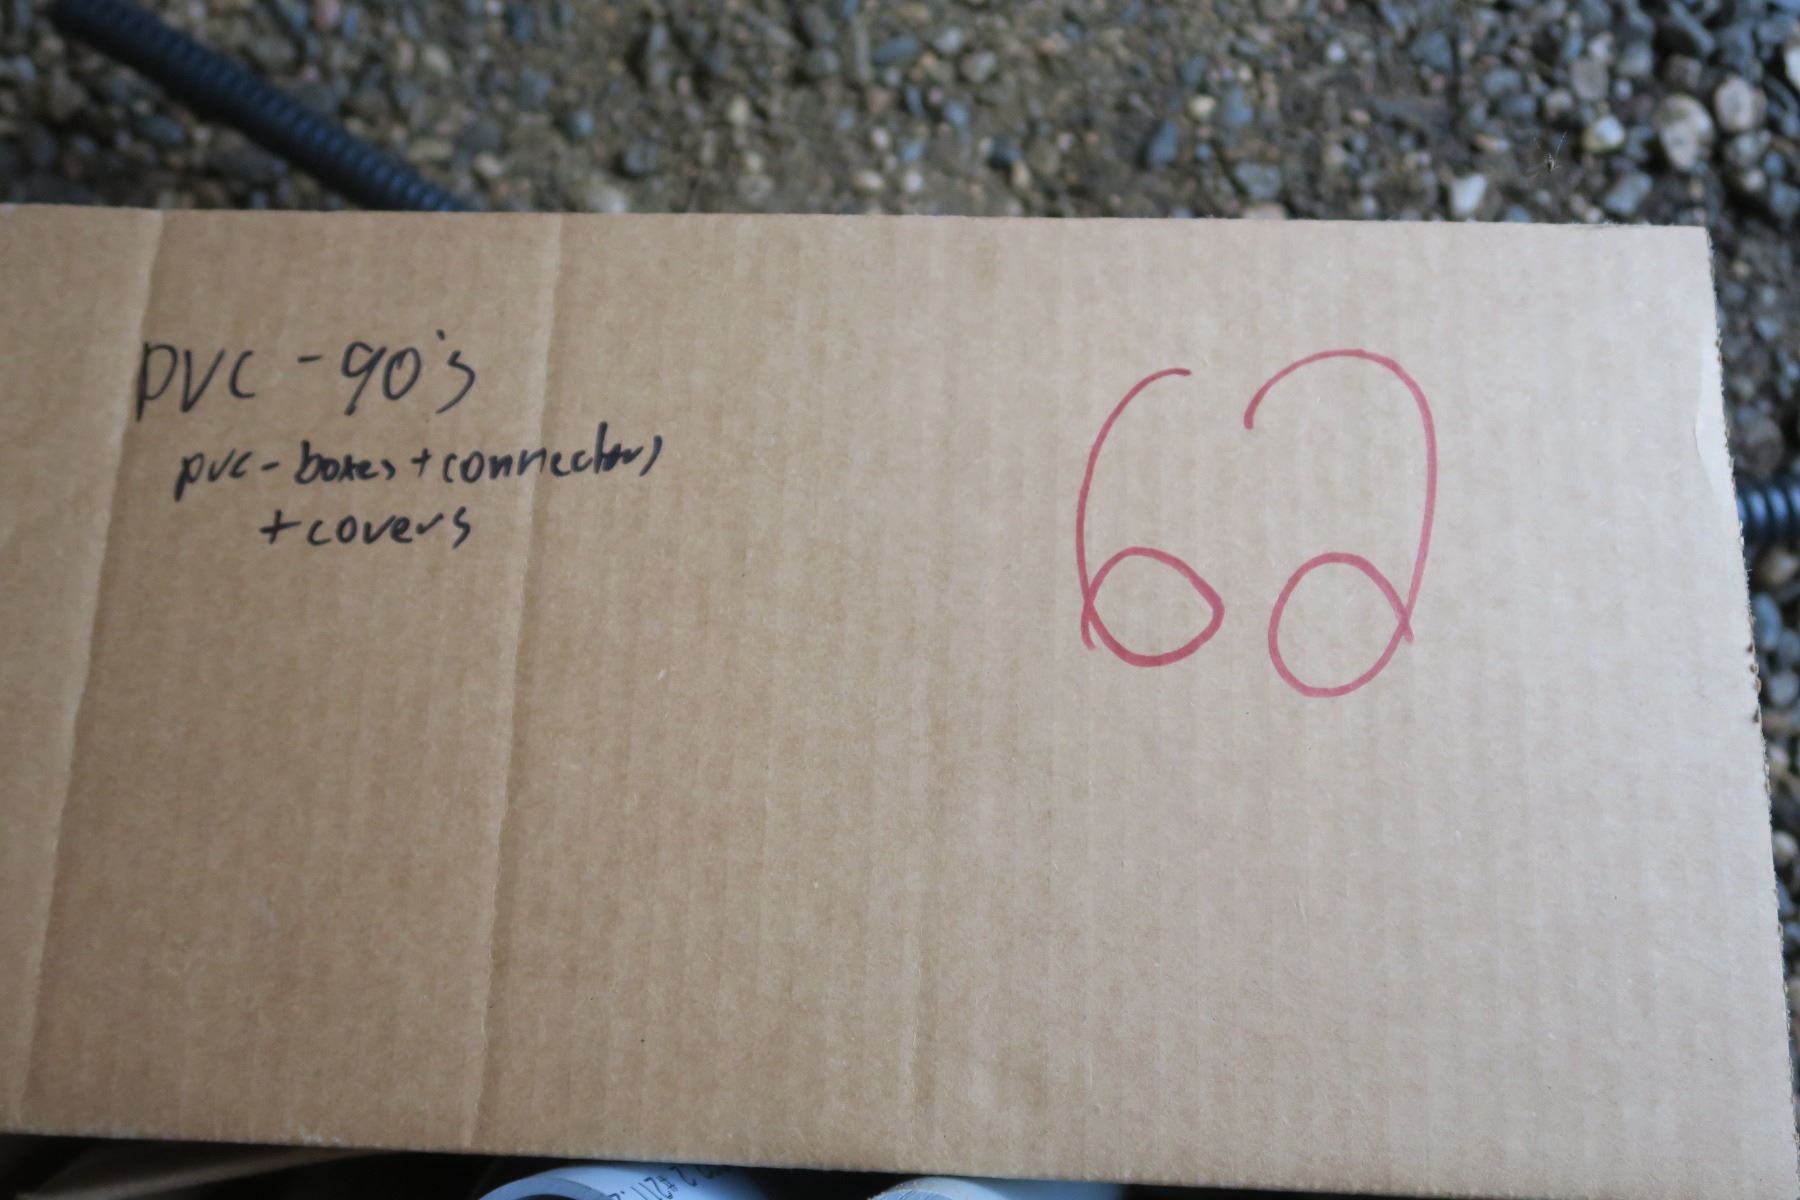 PVC - 90's
pvc - boxes + connectors
+ covers
62